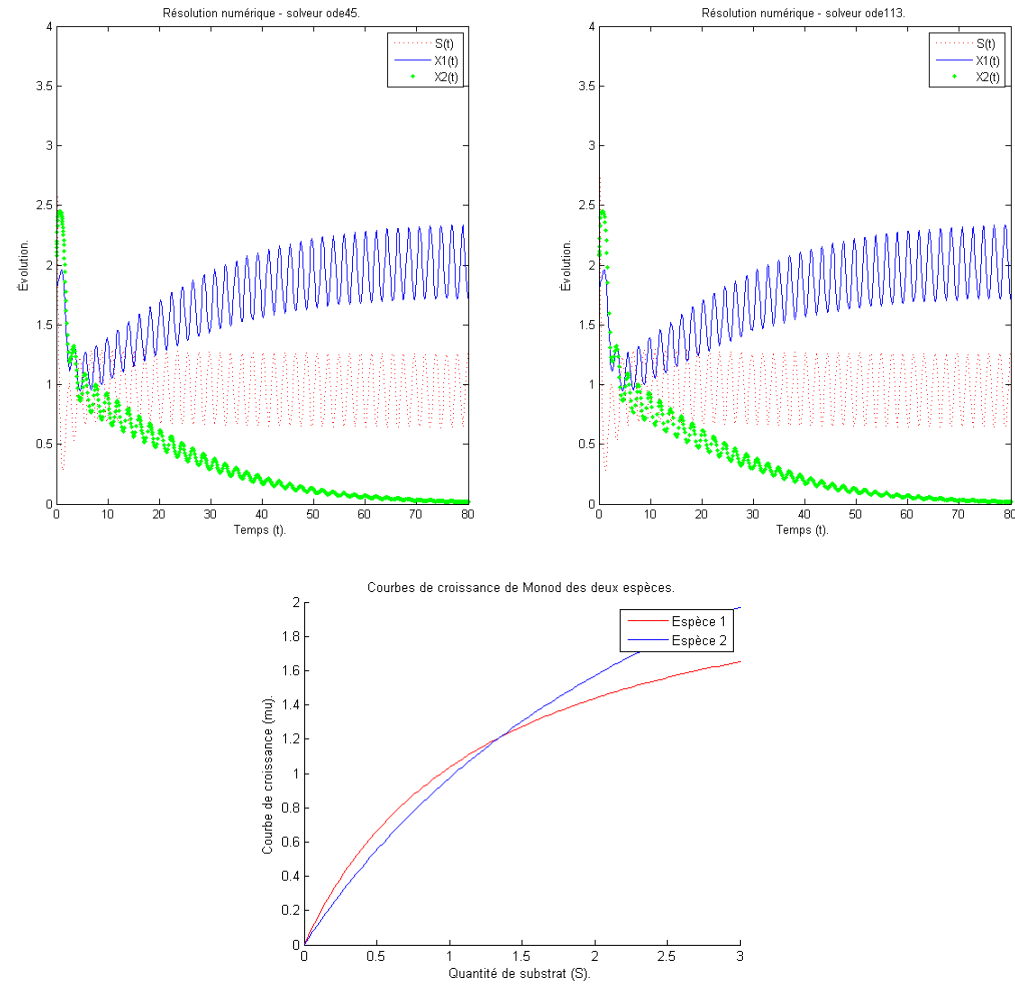 Résolution numérique - solveur ode45.
4
3.5
3
2.5
2
1.5
1
0.5
0
Évolution.
S(t)
X1(t)
X2(t)
0 10 20 30 40 50 60 70 80
Temps (t).
Résolution numérique - solveur ode113.
4
3.5
3
2.5
2
1.5
1
0.5
0
Évolution.
S(t)
X1(t)
X2(t)
0 10 20 30 40 50 60 70 80
Temps (t).
Courbes de croissance de Monod des deux espèces.
2
1.8
1.6
1.4
1.2
1
0.8
0.6
0.4
0.2
0
Courbe de croissance (mu).
Espèce 1
Espèce 2
0 0.5 1 1.5 2 2.5 3
Quantité de substrat (S).